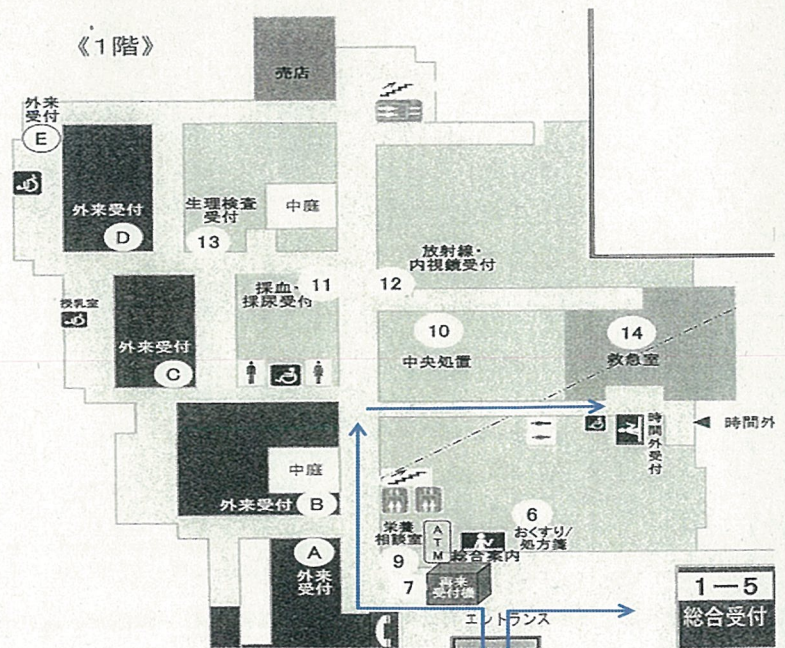 《1階》
売店
外来
受付
E
外来受付
D
生理検査
受付
13
中庭
放射線・
内視鏡受付
12
採血・
採尿受付
11
授乳室
外来受付
C
10
中央処置
14
救急室
時間外
時間外受付
中庭
外来受付 B
6
おくすり/
処方箋
栄養
相談室
9
ATM
総合案内
A
外来
受付
7
再来
受付機
エントランス
1－5
総合受付